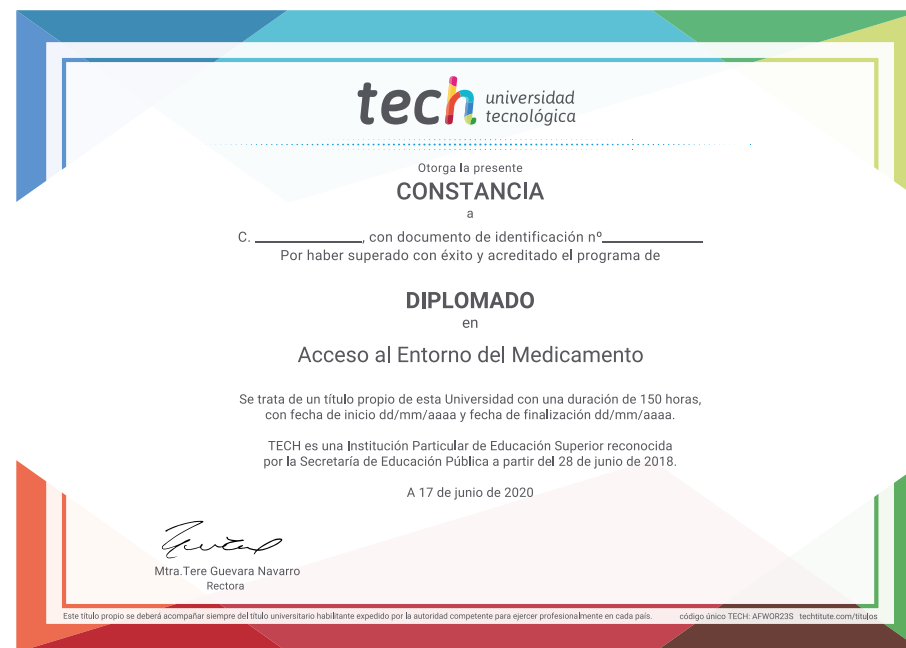 tech universidad
tecnológica
Otorga la presente
CONSTANCIA
a
C. ____________, con documento de identificación nº____________
Por haber superado con éxito y acreditado el programa de
DIPLOMADO
en
Acceso al Entorno del Medicamento
Se trata de un título propio de esta Universidad con una duración de 150 horas,
con fecha de inicio dd/mm/aaaa y fecha de finalización dd/mm/aaaa.
TECH es una Institución Particular de Educación Superior reconocida
por la Secretaría de Educación Pública a partir del 28 de junio de 2018.
A 17 de junio de 2020
Mtra.Tere Guevara Navarro
Rectora
Este título propio se deberá acompañar siempre del título universitario habilitante expedido por la autoridad competente para ejercer profesionalmente en cada país. código único TECH: AFWOR23S techtitute.com/titulos